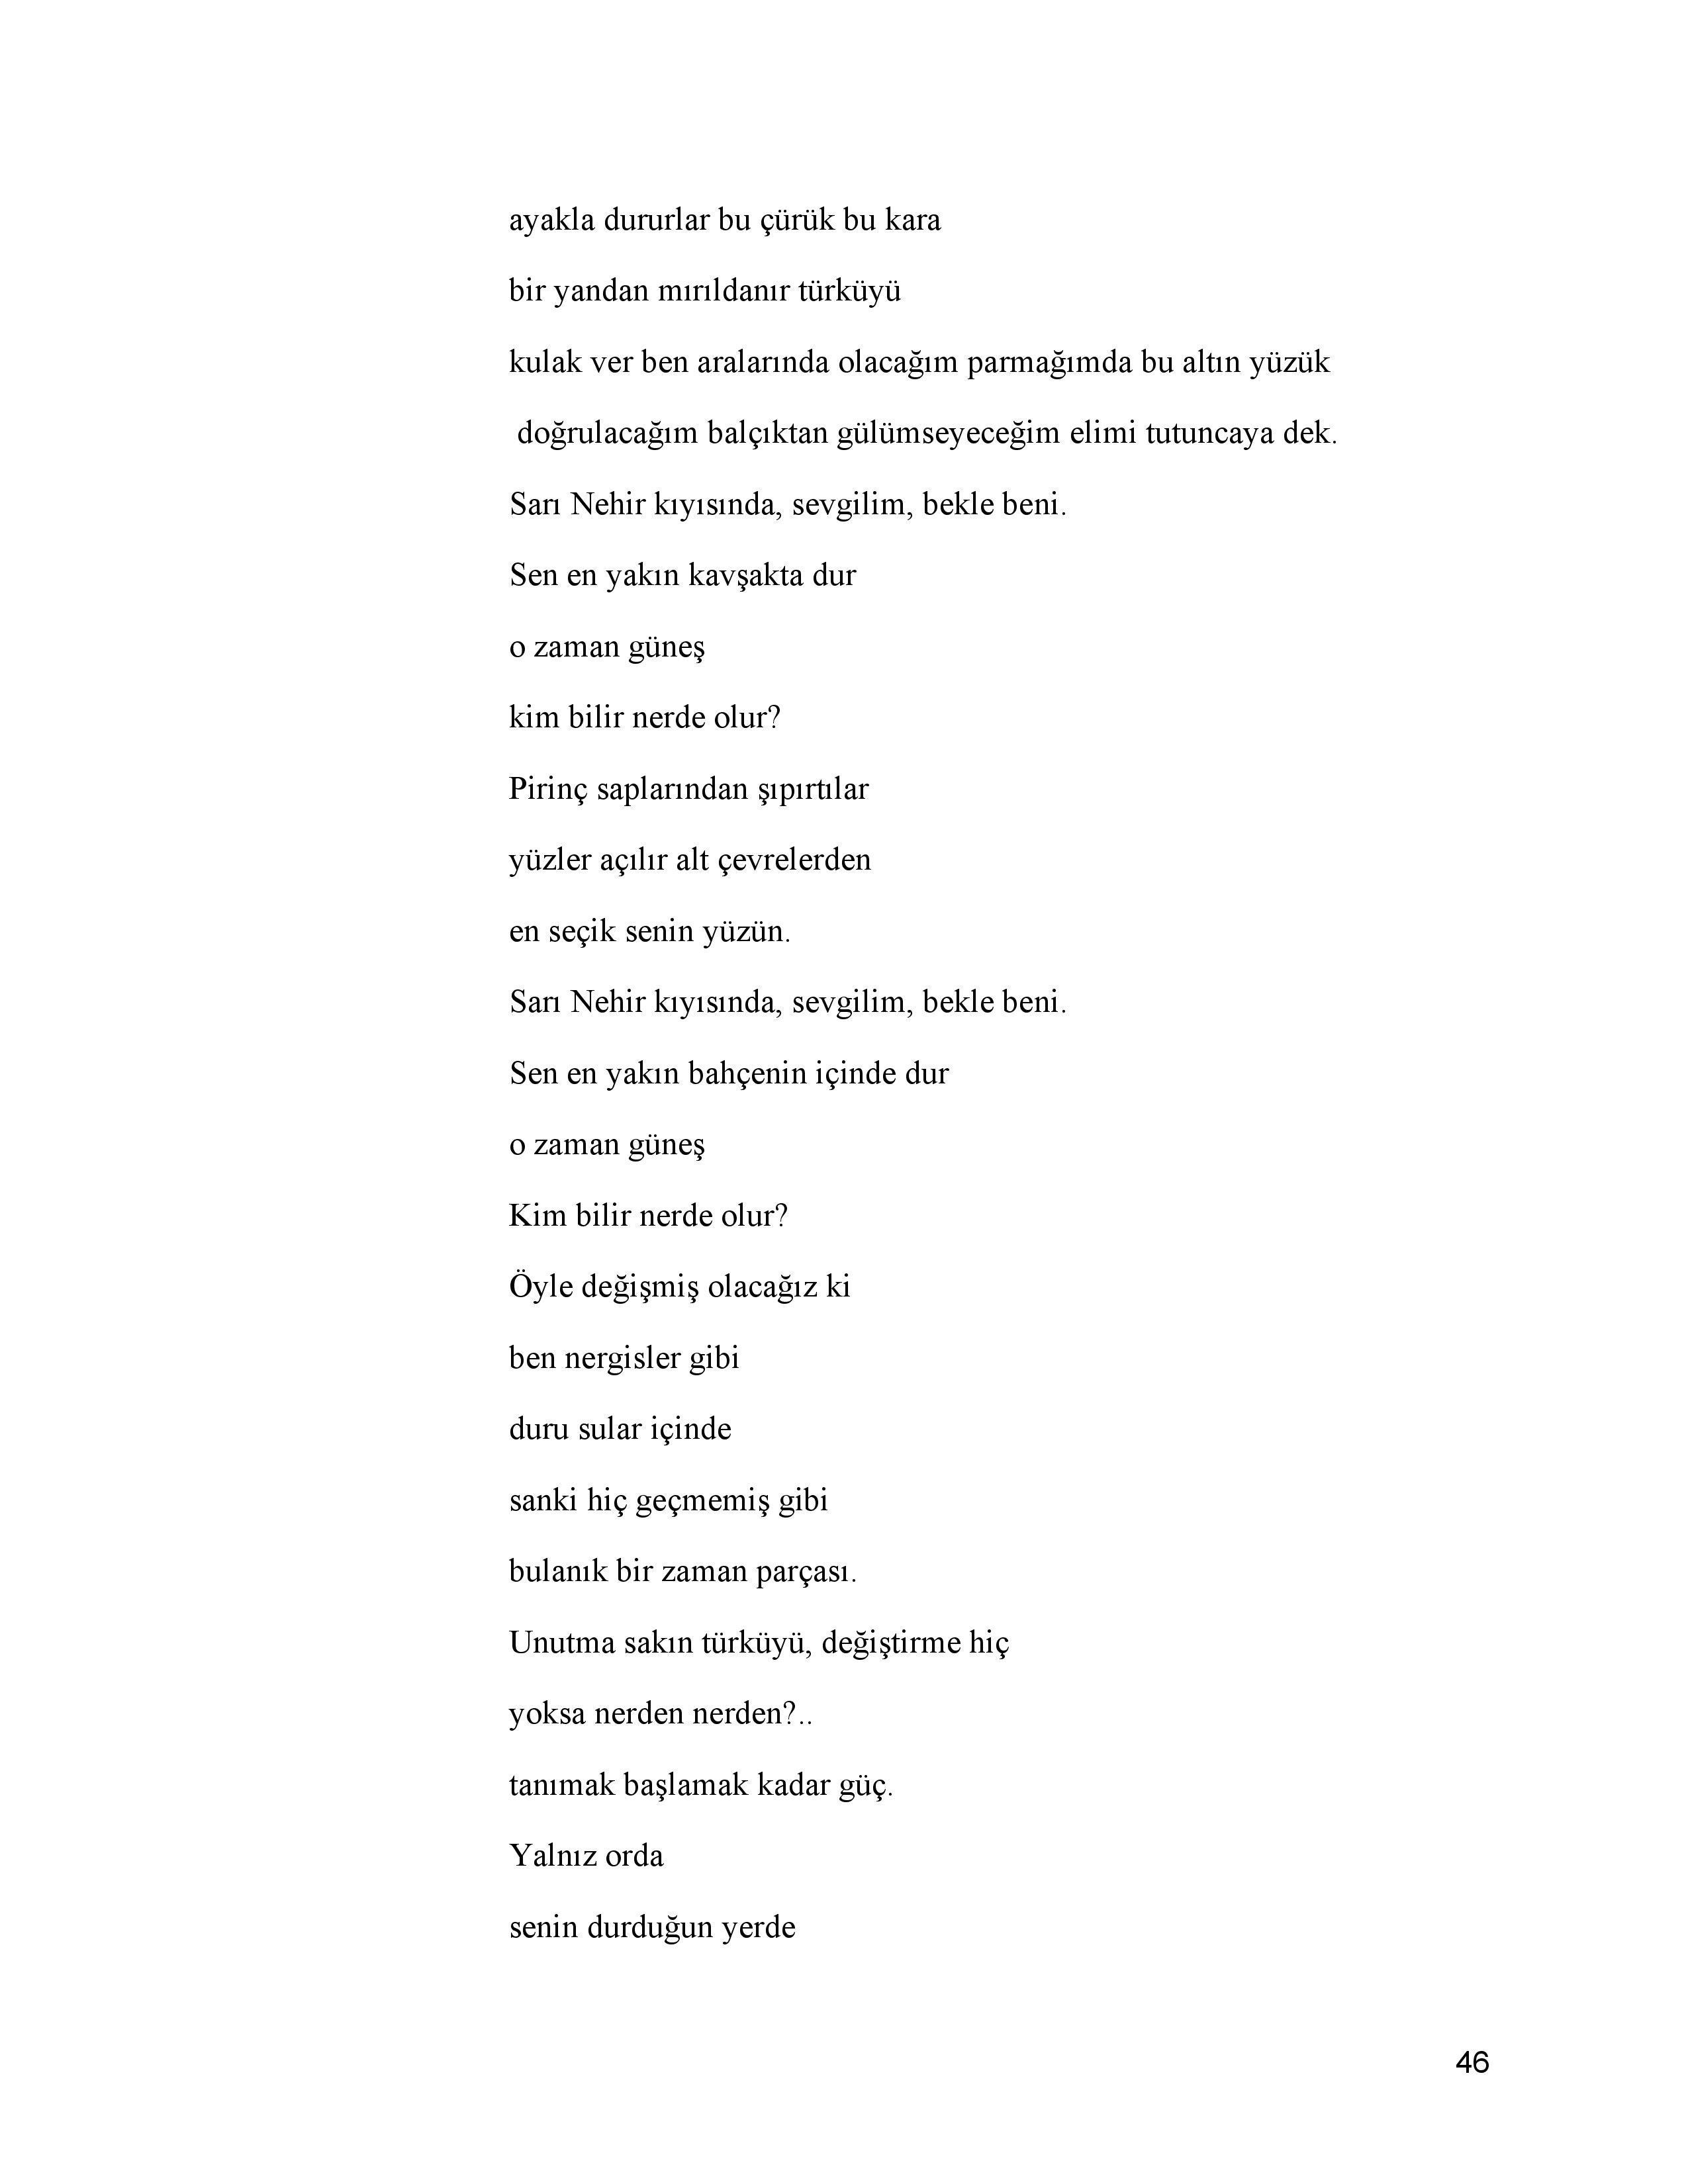 ayakla dururlar bu çürük bu kara
bir yandan mırıldanır türküyü
kulak ver ben aralarında olacağım parmağımda bu altın yüzük
doğrulacağım balçıktan gülümseyeceğim elimi tutuncaya dek.
Sarı Nehir kıyısında, sevgilim, bekle beni.
Sen en yakın kavşakta dur
o zaman güneş
kim bilir nerde olur?
Pirinç saplarından şıpırtılar
yüzler açılır alt çevrelerden
en seçik senin yüzün.
Sarı Nehir kıyısında, sevgilim, bekle beni.
Sen en yakın bahçenin içinde dur
o zaman güneş
Kim bilir nerde olur?
Öyle değişmiş olacağız ki
ben nergisler gibi
duru sular içinde
sanki hiç geçmemiş gibi
bulanık bir zaman parçası.
Unutma sakın türküyü, değiştirme hiç
yoksa nerden nerden?..
tanımak başlamak kadar güç.
Yalnız orda
senin durduğun yerde
46